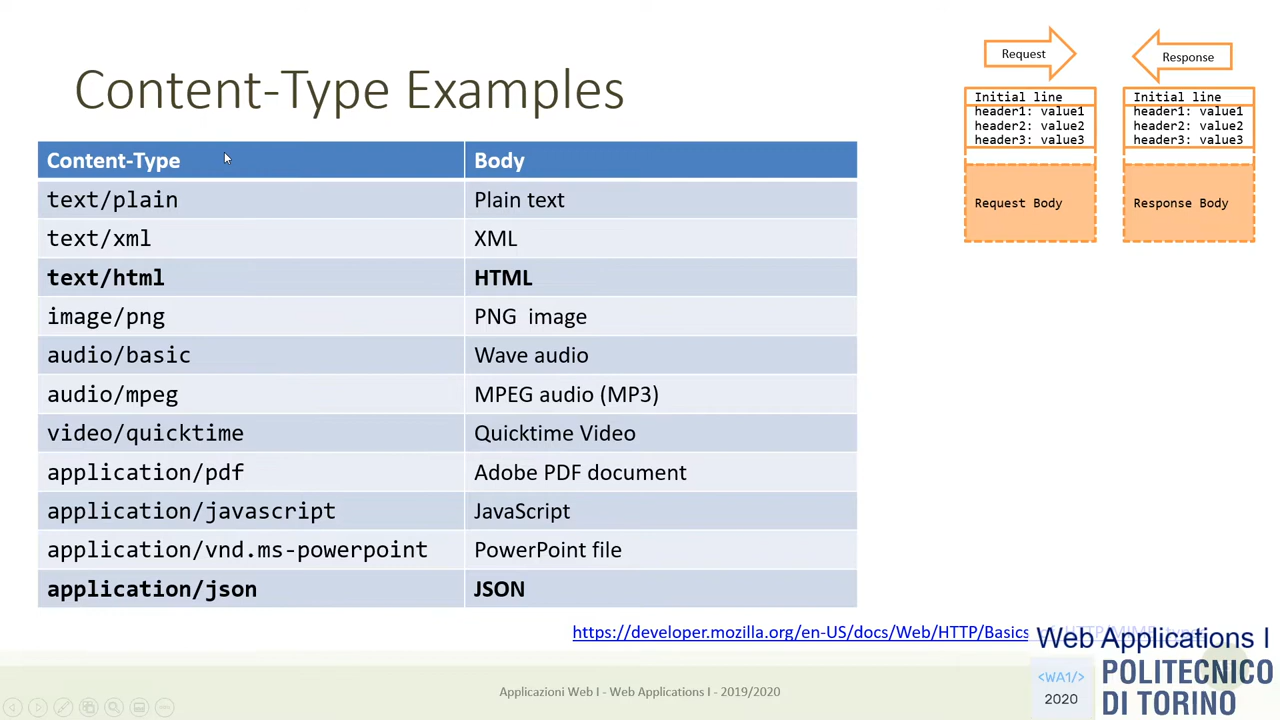 Content-Type Examples
Request
Response
Initial line
header1: value1
header2: value2
header3: value3
Request Body
Initial line
header1: value1
header2: value2
header3: value3
Response Body
Content-Type Body
text/plain Plain text
text/xml XML
text/html HTML
image/png PNG image
audio/basic Wave audio
audio/mpeg MPEG audio (MP3)
video/quicktime Quicktime Video
application/pdf Adobe PDF document
application/javascript JavaScript
application/vnd.ms-powerpoint PowerPoint file
application/json JSON
https://developer.mozilla.org/en-US/docs/Web/HTTP/Basics
Web Applications I
Applicazioni Web I - Web Applications I - 2019/2020
<WA1/>
2020
POLITECNICO
DI TORINO